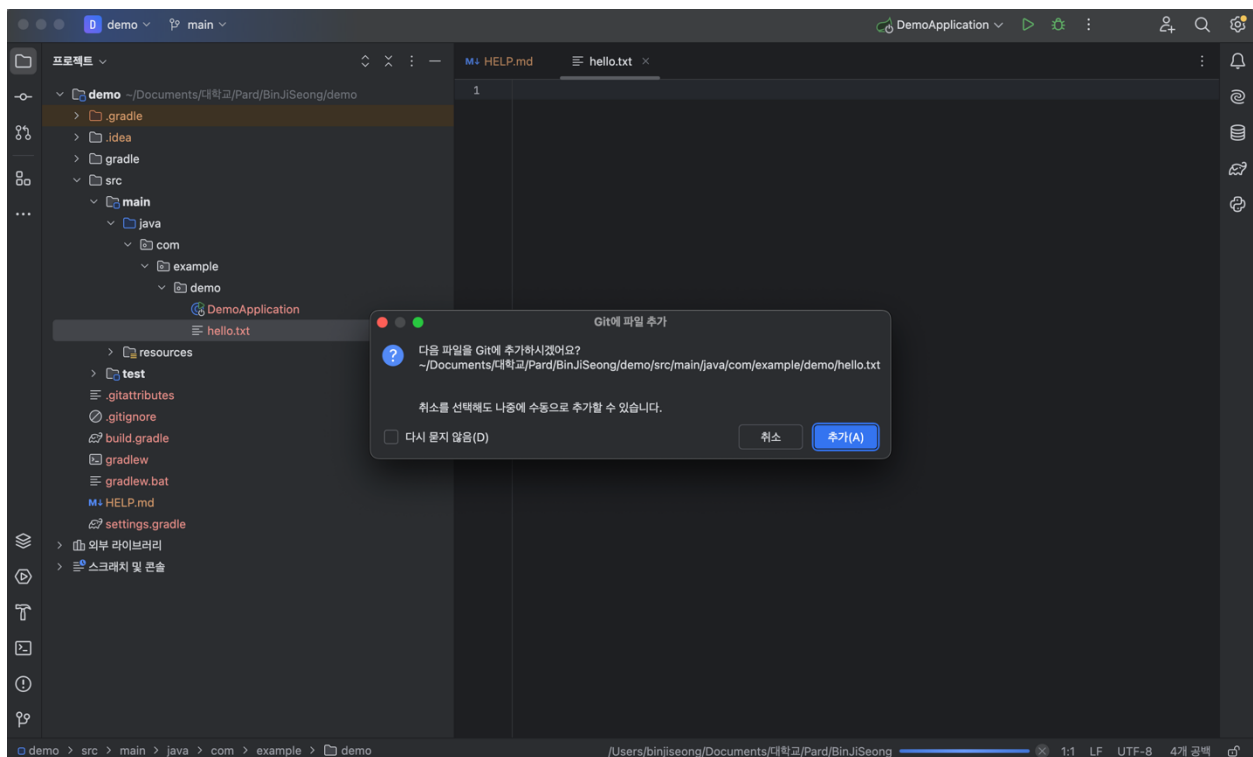 D demo main DemoApplication
프로젝트
M↓ HELP.md hello.txt
demo ~/Documents/대학교/Pard/BinJiSeong/demo
1
.gradle
.idea
gradle
src
main
java
com
example
demo
DemoApplication
hello.txt
resources
test
.gitattributes
.gitignore
build.gradle
gradlew
gradlew.bat
M↓ HELP.md
settings.gradle
외부 라이브러리
스크래치 및 콘솔
Git에 파일 추가
다음 파일을 Git에 추가하시겠어요?
~/Documents/대학교/Pard/BinJiSeong/demo/src/main/java/com/example/demo/hello.txt
취소를 선택해도 나중에 수동으로 추가할 수 있습니다.
다시 묻지 않음(D) 취소 추가(A)
demo > src > main > java > com > example > demo /Users/binjiseong/Documents/대학교/Pard/BinJiSeong 1:1 LF UTF-8 4개 공백